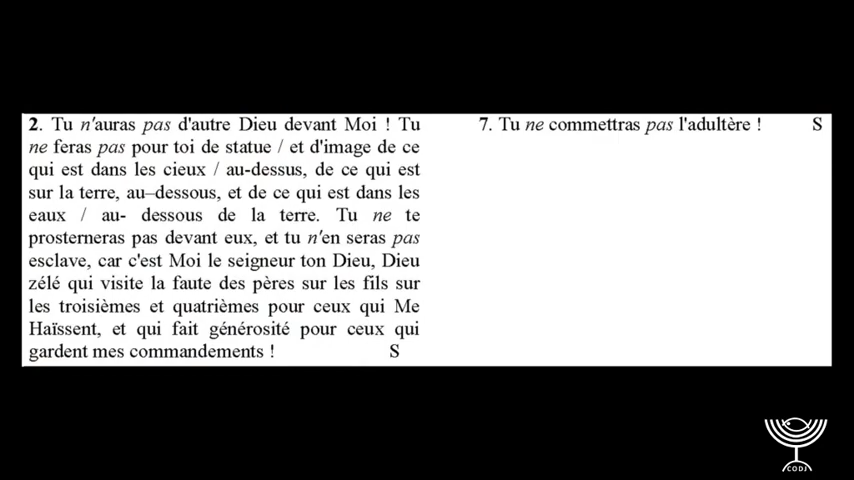 2. Tu n'auras pas d'autre Dieu devant Moi ! Tu
ne feras pas pour toi de statue / et d'image de ce
qui est dans les cieux / au-dessus, de ce qui est
sur la terre, au–dessous, et de ce qui est dans les
eaux / au- dessous de la terre. Tu ne te
prosterneras pas devant eux, et tu n'en seras pas
esclave, car c'est Moi le seigneur ton Dieu, Dieu
zélé qui visite la faute des pères sur les fils sur
les troisièmes et quatrièmes pour ceux qui Me
Haïssent, et qui fait générosité pour ceux qui
gardent mes commandements ! S
7. Tu ne commettras pas l'adultère ! S
CODJ